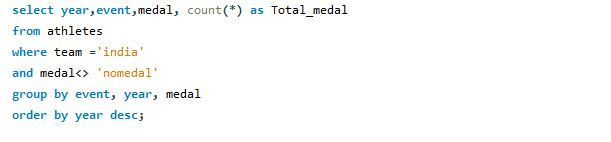 select year,event,medal, count(*) as Total_medal
from athletes
where team ='india'
and medal<> 'nomedal'
group by event, year, medal
order by year desc;